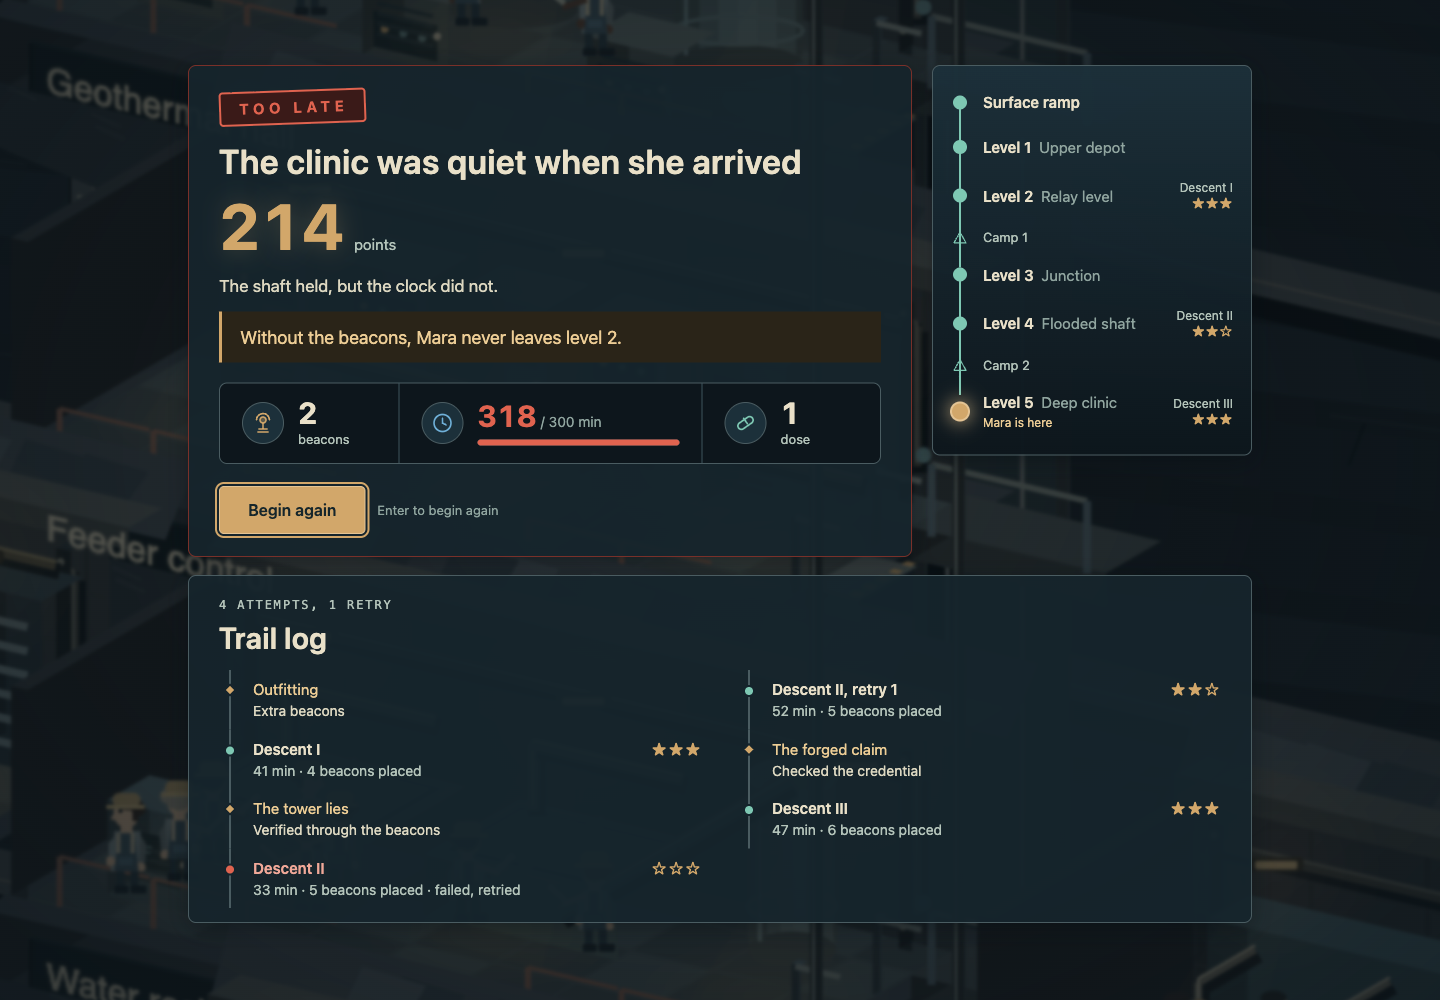 TOO LATE
The clinic was quiet when she arrived
214 points
The shaft held, but the clock did not.
Without the beacons, Mara never leaves level 2.
2
beacons
318 / 300 min
1
dose
Begin again
Enter to begin again
Surface ramp
Level 1 Upper depot
Level 2 Relay level
Descent I
Camp 1
Level 3 Junction
Level 4 Flooded shaft
Descent II
Camp 2
Level 5 Deep clinic
Mara is here
Descent III
4 ATTEMPTS, 1 RETRY
Trail log
Outfitting
Extra beacons
Descent I
41 min · 4 beacons placed
The tower lies
Verified through the beacons
Descent II
33 min · 5 beacons placed · failed, retried
Descent II, retry 1
52 min · 5 beacons placed
The forged claim
Checked the credential
Descent III
47 min · 6 beacons placed
Feeder control